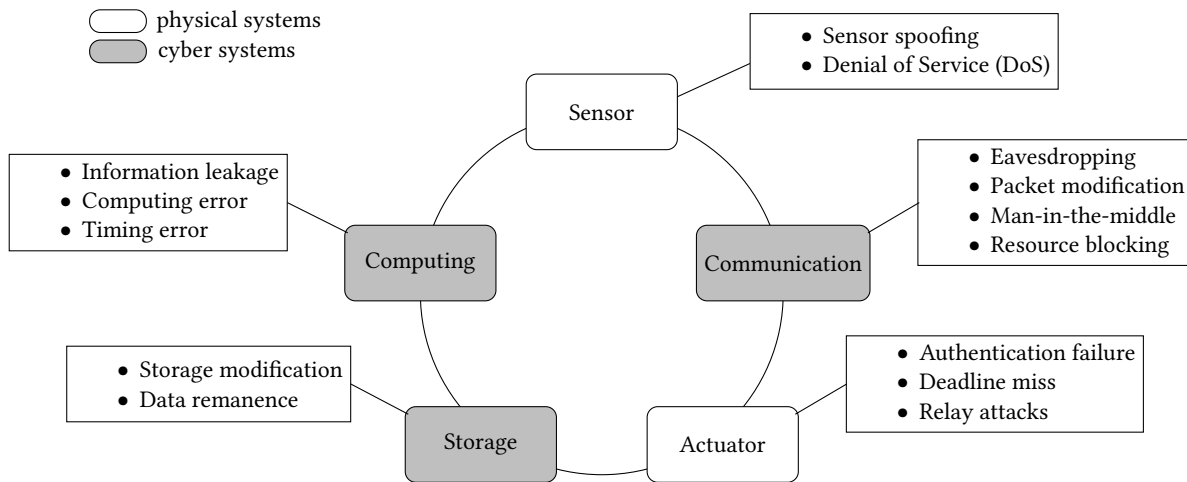 physical systems
cyber systems
● Sensor spoofing
● Denial of Service (DoS)
Sensor
● Information leakage
● Computing error
● Timing error
● Eavesdropping
● Packet modification
● Man-in-the-middle
● Resource blocking
Computing
Communication
● Storage modification
● Data remanence
● Authentication failure
● Deadline miss
● Relay attacks
Storage
Actuator